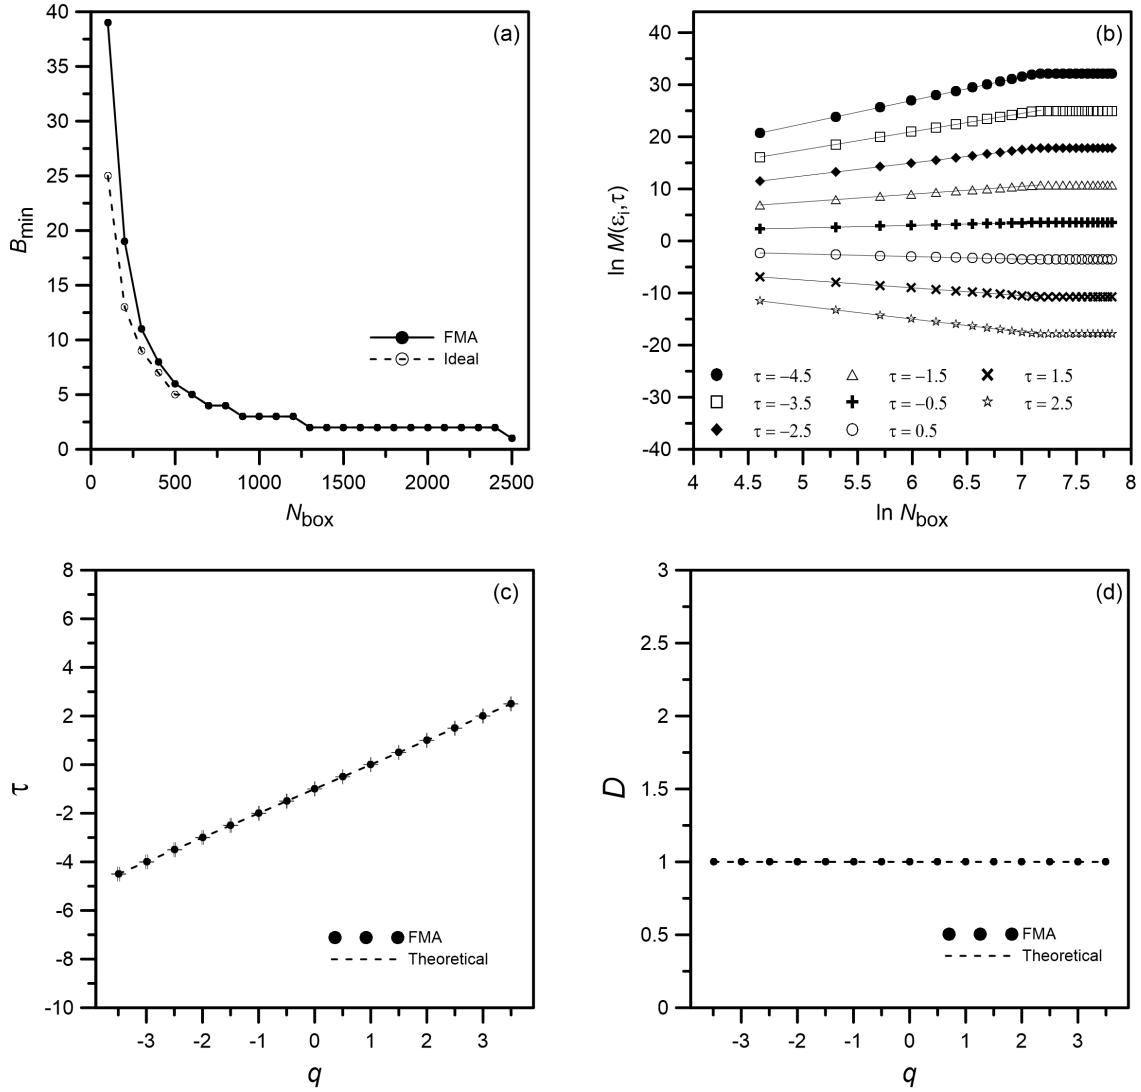 (a)
40
35
30
25
20
15
10
5
0
B min
FMA
Ideal
0 500 1000 1500 2000 2500
N box
(b)
40
30
20
10
0
-10
-20
-30
-40
ln M(εi,τ)
τ = −4.5 τ = −1.5 τ = 1.5
τ = −3.5 τ = −0.5 τ = 2.5
τ = −2.5 τ = 0.5
4 4.5 5 5.5 6 6.5 7 7.5 8
ln N box
(c)
8
6
4
2
0
-2
-4
-6
-8
-10
τ
FMA
Theoretical
-3 -2 -1 0 1 2 3
q
(d)
3
2.5
2
1.5
1
0.5
0
D
FMA
Theoretical
-3 -2 -1 0 1 2 3
q